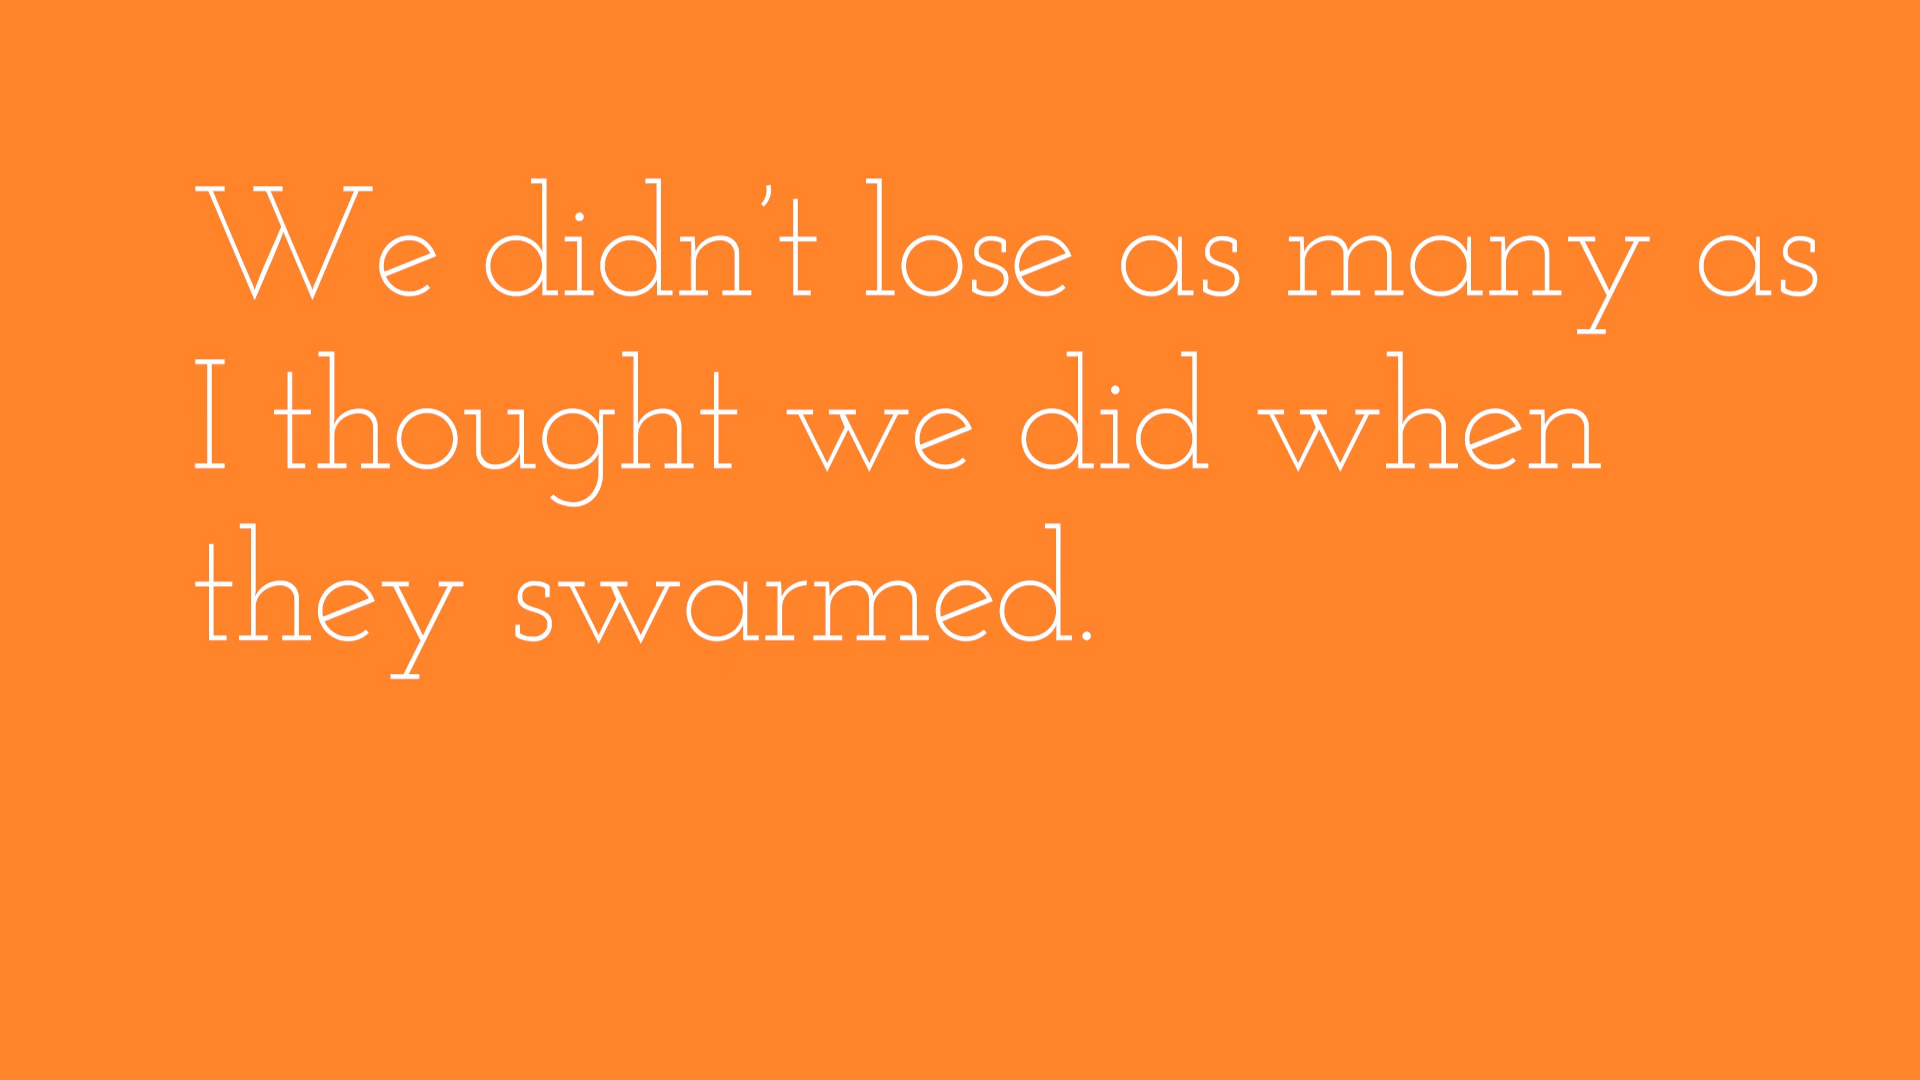 We didn’t lose as many as
I thought we did when
they swarmed.